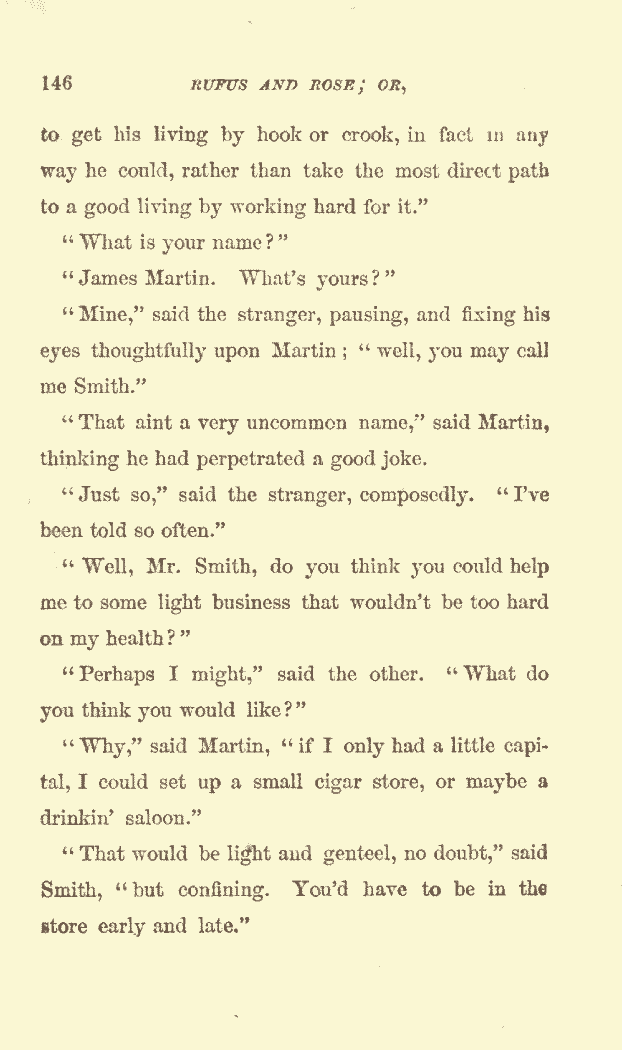 146 RUFUS AND ROSE; OR,
to get his living by hook or crook, in fact in any
way he could, rather than take the most direct path
to a good living by working hard for it."
"What is your name?"
"James Martin. What's yours?"
"Mine," said the stranger, pausing, and fixing his
eyes thoughtfully upon Martin; "well, you may call
me Smith."
"That aint a very uncommon name," said Martin,
thinking he had perpetrated a good joke.
"Just so," said the stranger, composedly. "I've
been told so often."
"Well, Mr. Smith, do you think you could help
me to some light business that wouldn't be too hard
on my health?"
"Perhaps I might," said the other. "What do
you think you would like?"
"Why," said Martin, "if I only had a little capi-
tal, I could set up a small cigar store, or maybe a
drinkin' saloon."
"That would be light and genteel, no doubt," said
Smith, "but confining. You'd have to be in the
store early and late."